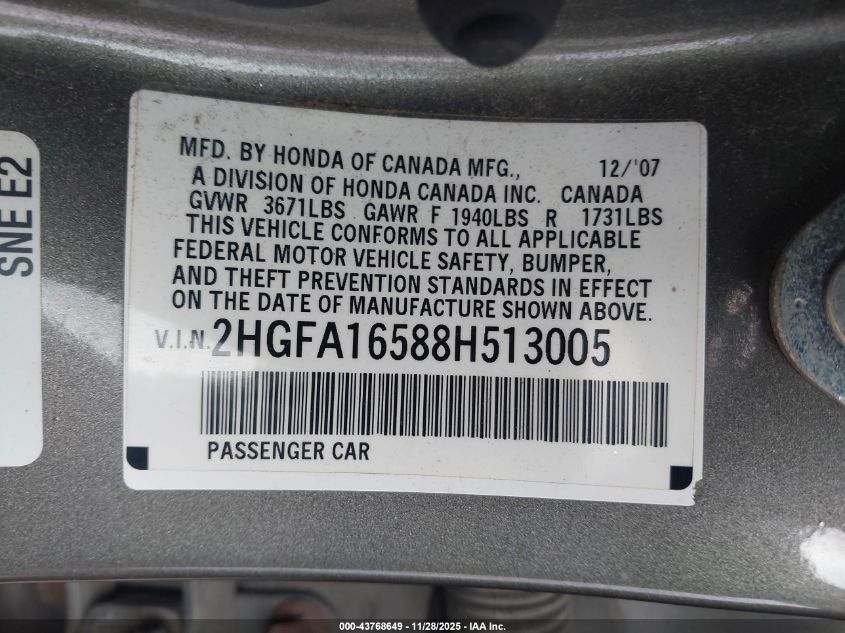 SNE E2
MFD. BY HONDA OF CANADA MFG., 12/'07
A DIVISION OF HONDA CANADA INC. CANADA
GVWR 3671LBS GAWR F 1940LBS R 1731LBS
THIS VEHICLE CONFORMS TO ALL APPLICABLE
FEDERAL MOTOR VEHICLE SAFETY, BUMPER,
AND THEFT PREVENTION STANDARDS IN EFFECT
ON THE DATE OF MANUFACTURE SHOWN ABOVE.
V.I.N. 2HGFA16588H513005
PASSENGER CAR
000-43768649 | 11/28/2025 - IAA Inc.